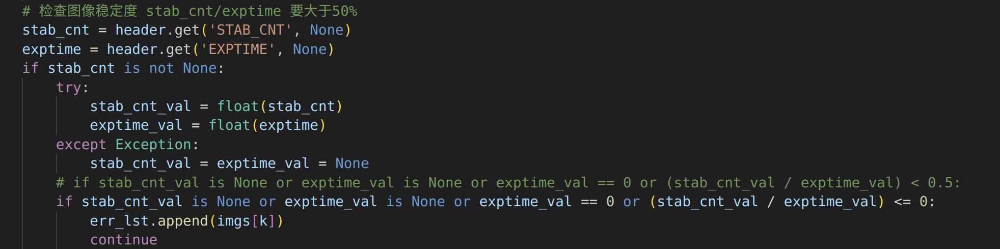 # 检查图像稳定度 stab_cnt/exptime 要大于50%
stab_cnt = header.get('STAB_CNT', None)
exptime = header.get('EXPTIME', None)
if stab_cnt is not None:
    try:
        stab_cnt_val = float(stab_cnt)
        exptime_val = float(exptime)
    except Exception:
        stab_cnt_val = exptime_val = None
    # if stab_cnt_val is None or exptime_val is None or exptime_val == 0 or (stab_cnt_val / exptime_val) < 0.5:
    if stab_cnt_val is None or exptime_val is None or exptime_val == 0 or (stab_cnt_val / exptime_val) <= 0:
        err_lst.append(imgs[k])
        continue